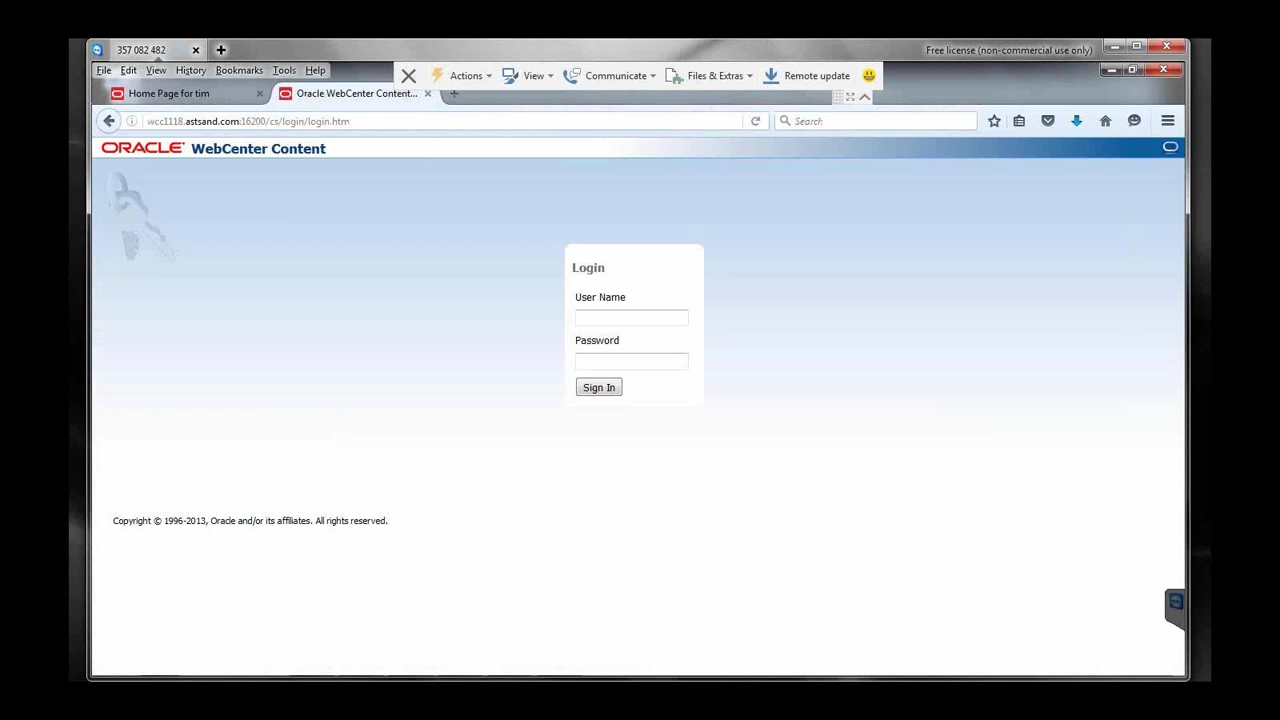 357 082 482
Free license (non-commercial use only)
File Edit View History Bookmarks Tools Help
Actions View Communicate Files & Extras Remote update
Home Page for tim
Oracle WebCenter Content...
wcc1118.astsand.com:16200/cs/login/login.htm
Search
ORACLE WebCenter Content
Login
User Name
Password
Sign In
Copyright © 1996-2013, Oracle and/or its affiliates. All rights reserved.